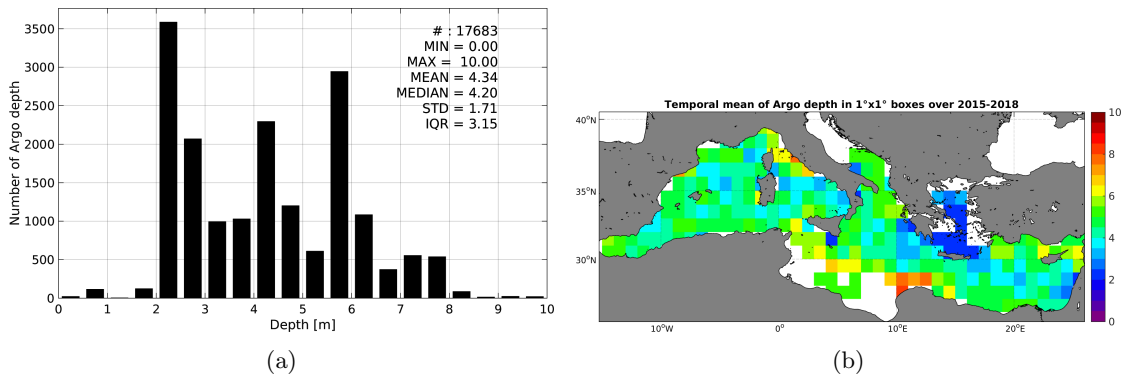 3500
3000
2500
2000
1500
1000
500
0
Number of Argo depth
# : 17683
MIN = 0.00
MAX = 10.00
MEAN = 4.34
MEDIAN = 4.20
STD = 1.71
IQR = 3.15
0 1 2 3 4 5 6 7 8 9 10
Depth [m]
(a)
Temporal mean of Argo depth in 1°x1° boxes over 2015-2018
40°N
35°N
30°N
10°W 0° 10°E 20°E
10
8
6
4
2
0
(b)